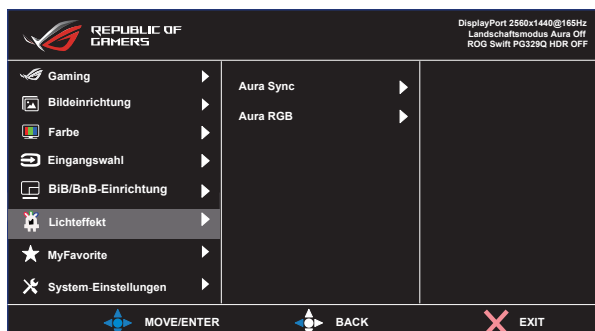 REPUBLIC OF
GAMERS
DisplayPort 2560x1440@165Hz
Landschaftsmodus Aura Off
ROG Swift PG329Q HDR OFF
Gaming
Bildeinrichtung
Farbe
Eingangswahl
BiB/BnB-Einrichtung
Lichteffekt
MyFavorite
System-Einstellungen
Aura Sync
Aura RGB
MOVE/ENTER
BACK
EXIT